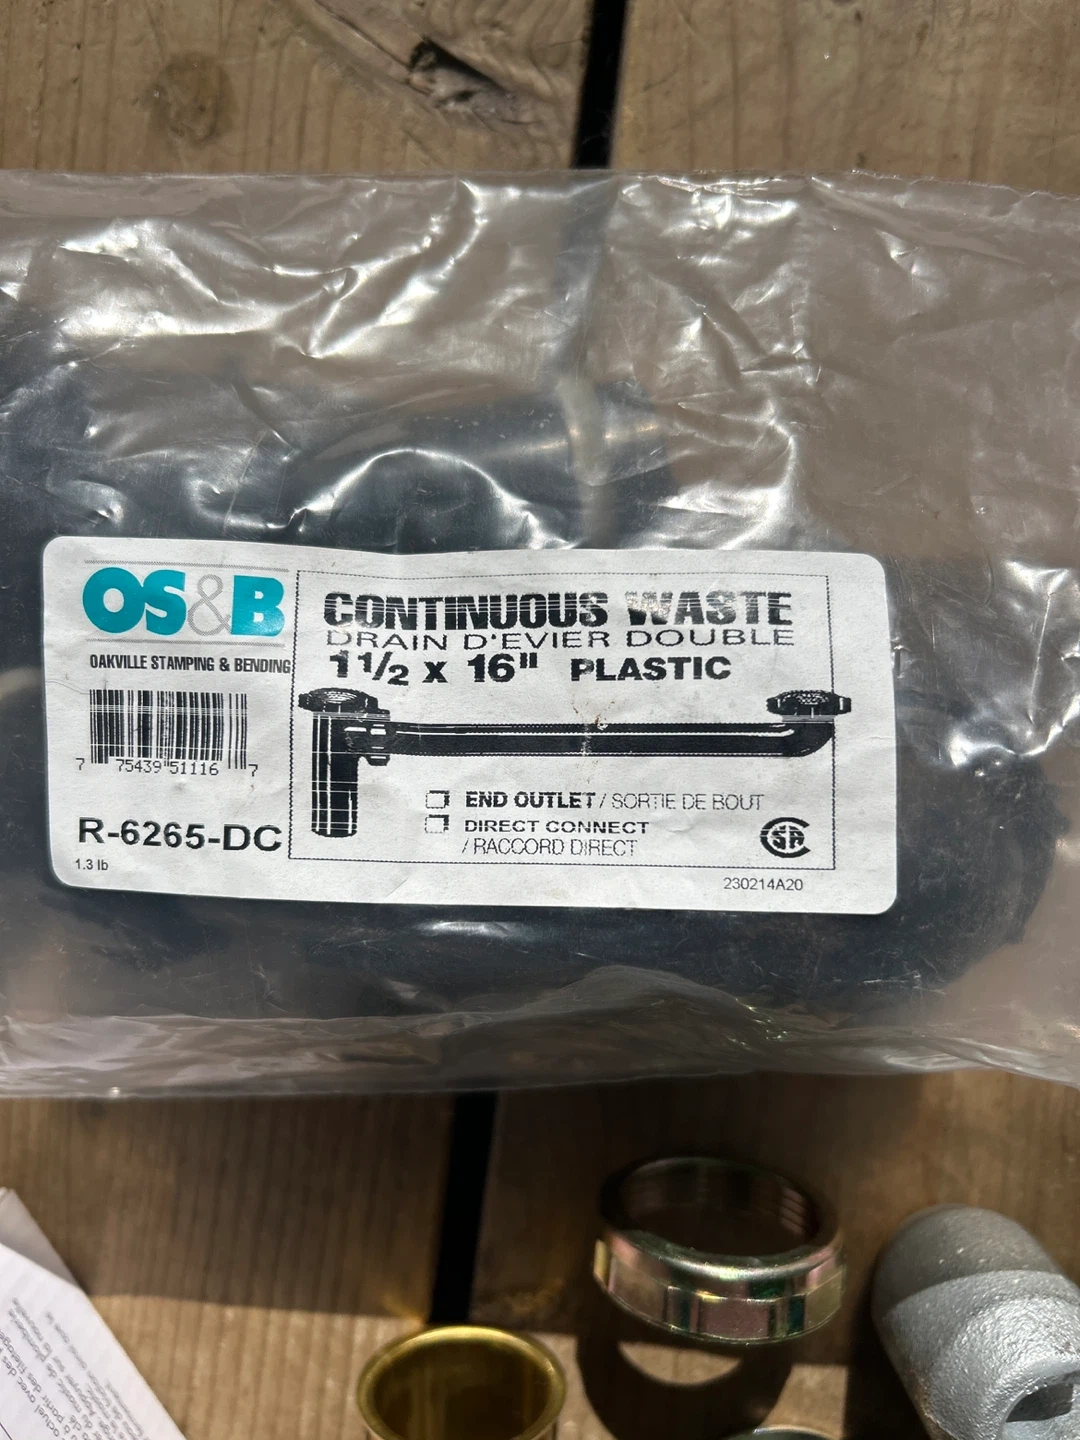 OS&B
OAKVILLE STAMPING & BENDING
7 75439 51116 7
R-6265-DC
1.3 lb
CONTINUOUS WASTE
DRAIN D'EVIER DOUBLE
1 1/2 x 16" PLASTIC
END OUTLET / SORTIE DE BOUT
DIRECT CONNECT
/ RACCORD DIRECT
CSA
230214A20